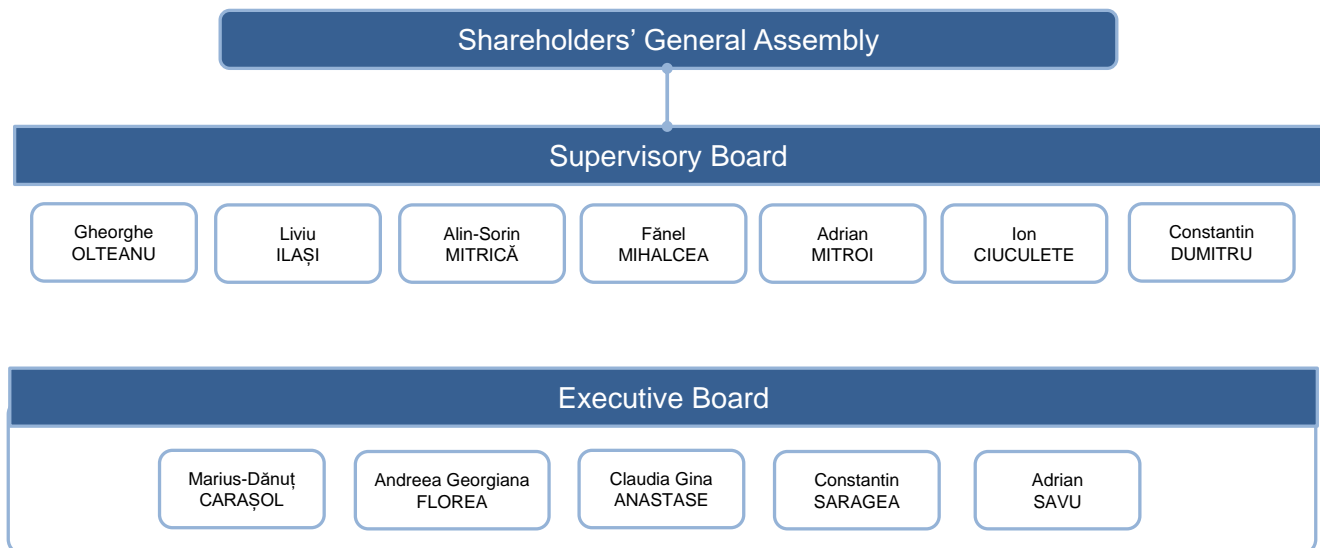 Shareholders’ General Assembly
Supervisory Board
Gheorghe
OLTEANU
Liviu
ILAȘI
Alin-Sorin
MITRICĂ
Fănel
MIHALCEA
Adrian
MITROI
Ion
CIUCULETE
Constantin
DUMITRU
Executive Board
Marius-Dănuț
CARAȘOL
Andreea Georgiana
FLOREA
Claudia Gina
ANASTASE
Constantin
SARAGEA
Adrian
SAVU